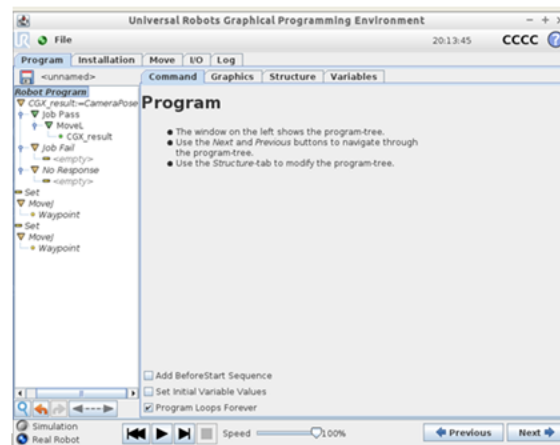 Universal Robots Graphical Programming Environment
File
20:13:45
CCCC
?
Program Installation Move I/O Log
<unnamed>
Command Graphics Structure Variables
Robot Program
CGX_result:=CameraPose
Job Pass
MoveL
CGX_result
Job Fail
<empty>
No Response
<empty>
Set
MoveJ
Waypoint
Set
MoveJ
Waypoint
Program
The window on the left shows the program-tree.
Use the Next and Previous buttons to navigate through
the program-tree.
Use the Structure-tab to modify the program-tree.
Add BeforeStart Sequence
Set Initial Variable Values
Program Loops Forever
Simulation
Real Robot
Speed
100%
Previous
Next